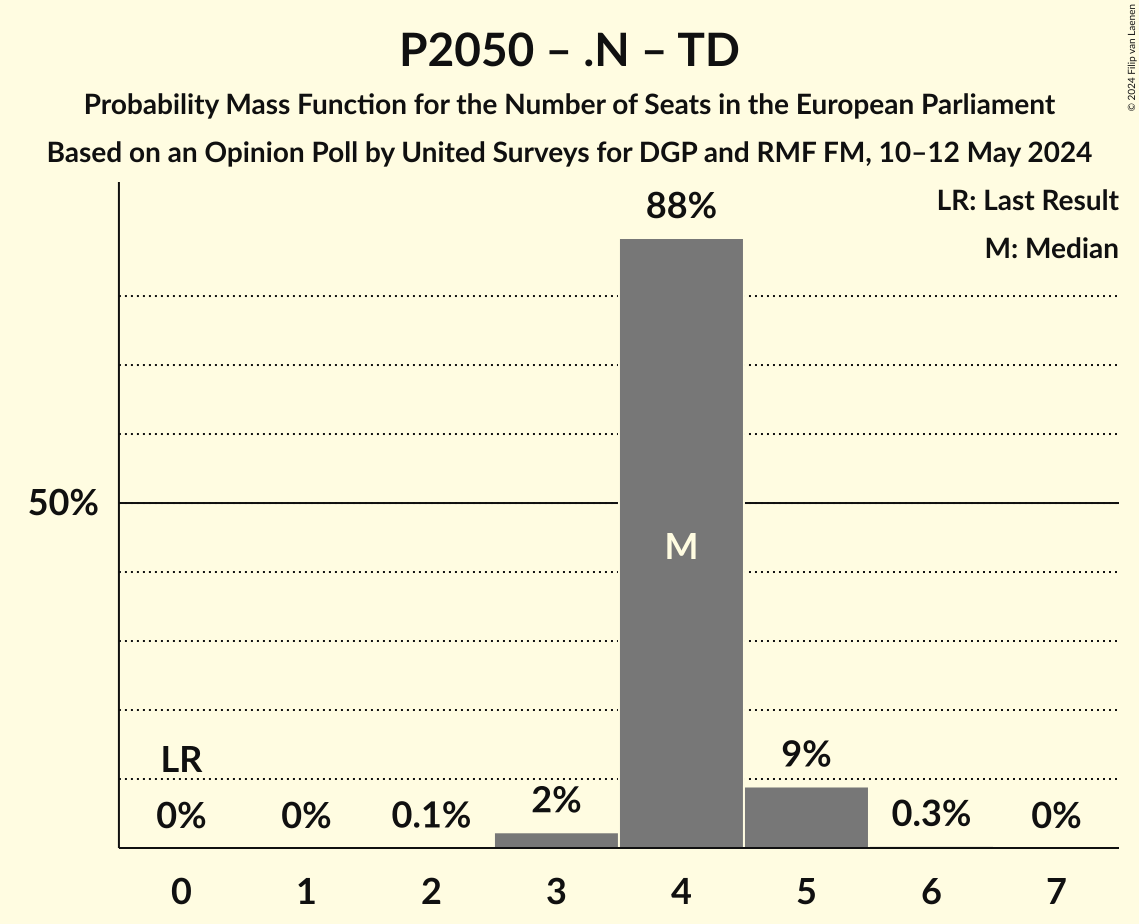 P2050 – .N – TD
Probability Mass Function for the Number of Seats in the European Parliament
Based on an Opinion Poll by United Surveys for DGP and RMF FM, 10–12 May 2024
© 2024 Filip van Laenen
LR: Last Result
M: Median
88%
50%
M
LR
0%
0%
0.1%
2%
9%
0.3%
0%
0 1 2 3 4 5 6 7